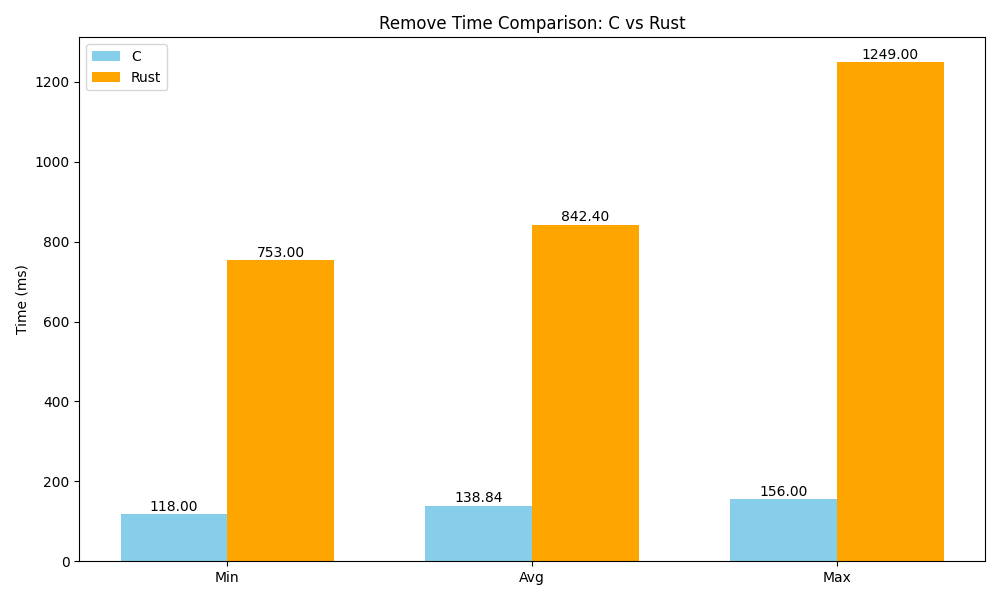 Remove Time Comparison: C vs Rust
C
Rust
Time (ms)
1200
1000
800
600
400
200
0
118.00
753.00
138.84
842.40
156.00
1249.00
Min
Avg
Max